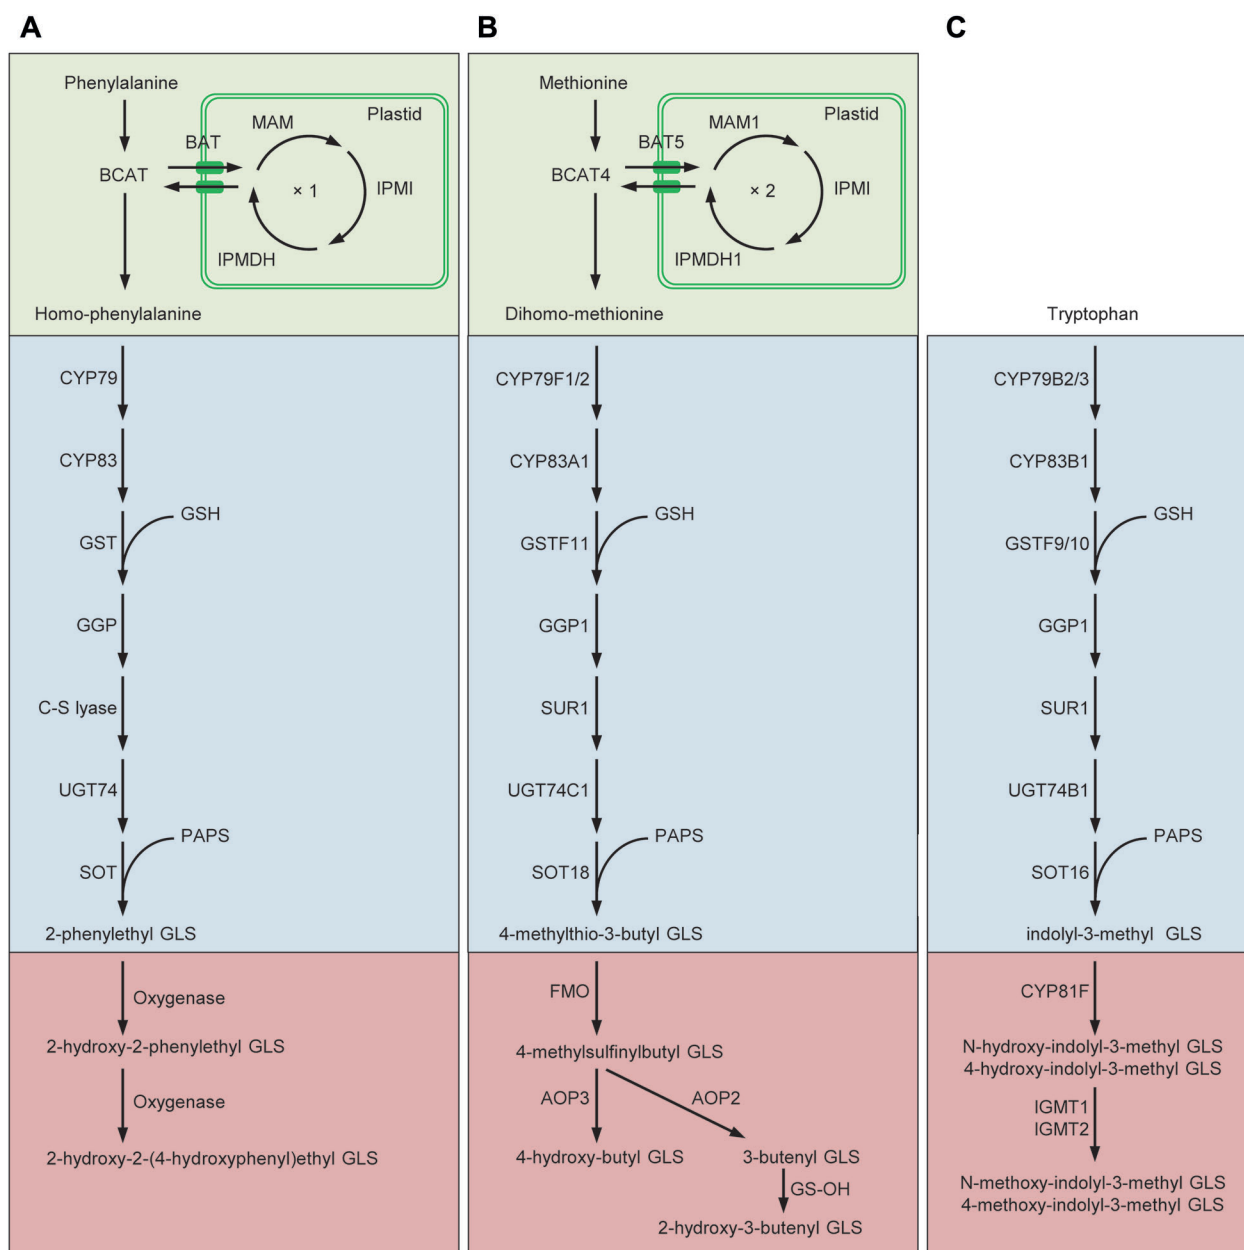 A
Phenylalanine
BCAT
BAT
MAM
Plastid
× 1
IPMI
IPMDH
Homo-phenylalanine
CYP79
CYP83
GSH
GST
GGP
C-S lyase
UGT74
PAPS
SOT
2-phenylethyl GLS
Oxygenase
2-hydroxy-2-phenylethyl GLS
Oxygenase
2-hydroxy-2-(4-hydroxyphenyl)ethyl GLS
B
Methionine
BCAT4
BAT5
MAM1
Plastid
× 2
IPMI
IPMDH1
Dihomo-methionine
CYP79F1/2
CYP83A1
GSH
GSTF11
GGP1
SUR1
UGT74C1
PAPS
SOT18
4-methylthio-3-butyl GLS
FMO
4-methylsulfinylbutyl GLS
AOP3
AOP2
4-hydroxy-butyl GLS
3-butenyl GLS
GS-OH
2-hydroxy-3-butenyl GLS
C
Tryptophan
CYP79B2/3
CYP83B1
GSH
GSTF9/10
GGP1
SUR1
UGT74B1
PAPS
SOT16
indolyl-3-methyl GLS
CYP81F
N-hydroxy-indolyl-3-methyl GLS
4-hydroxy-indolyl-3-methyl GLS
IGMT1
IGMT2
N-methoxy-indolyl-3-methyl GLS
4-methoxy-indolyl-3-methyl GLS